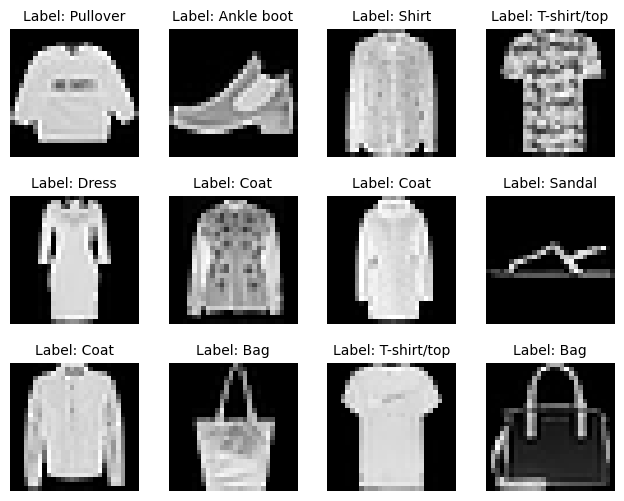 Label: Pullover
Label: Ankle boot
Label: Shirt
Label: T-shirt/top
Label: Dress
Label: Coat
Label: Coat
Label: Sandal
Label: Coat
Label: Bag
Label: T-shirt/top
Label: Bag